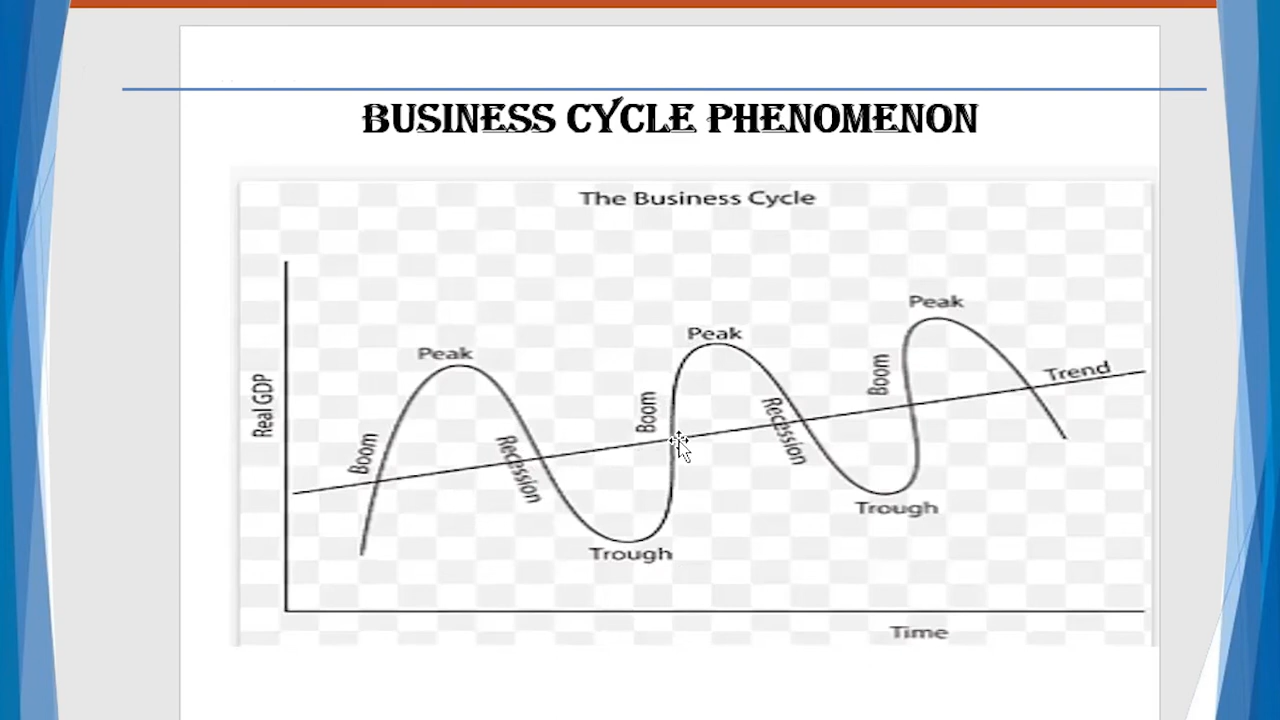 BUSINESS CYCLE PHENOMENON
The Business Cycle
Peak
Peak
Peak
Boom
Boom
Boom
Recession
Recession
Trend
Trough
Trough
Real GDP
Time